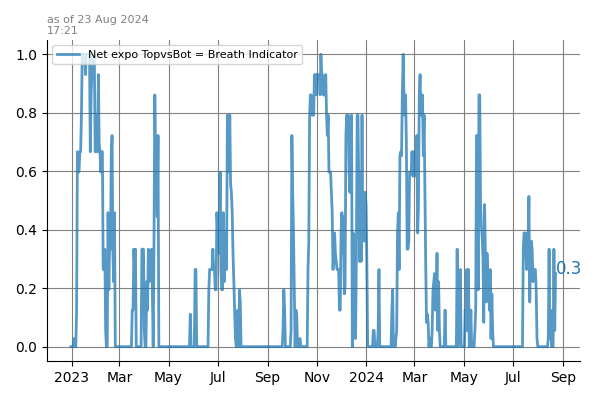 as of 23 Aug 2024
17:21
Net expo TopvsBot = Breath Indicator
1.0
0.8
0.6
0.4
0.2
0.0
0.3
2023 Mar May Jul Sep Nov 2024 Mar May Jul Sep